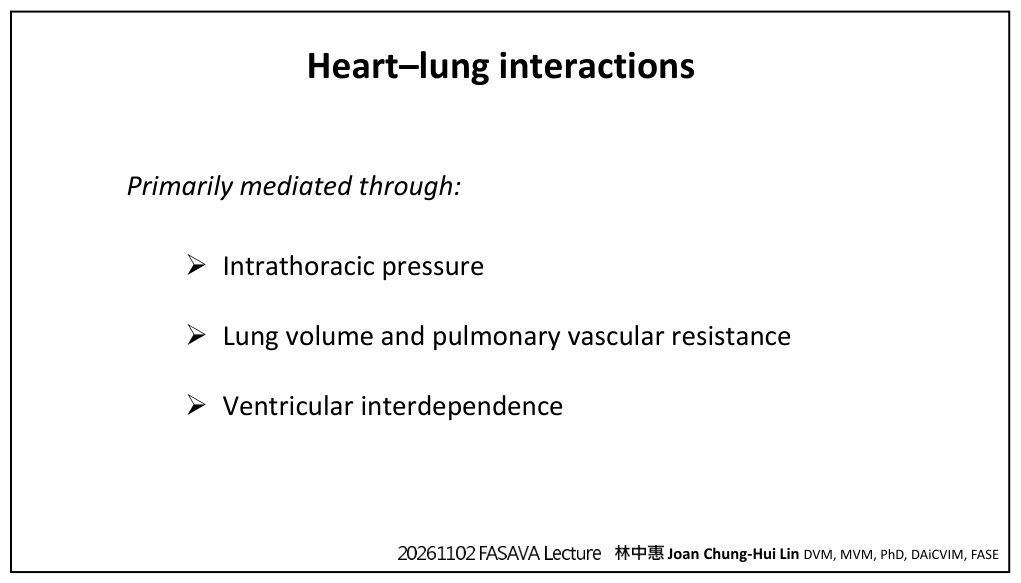 Heart–lung interactions
Primarily mediated through:
➢ Intrathoracic pressure
➢ Lung volume and pulmonary vascular resistance
➢ Ventricular interdependence
20261102 FASAVA Lecture 林中惠 Joan Chung-Hui Lin DVM, MVM, PhD, DAiCVIM, FASE